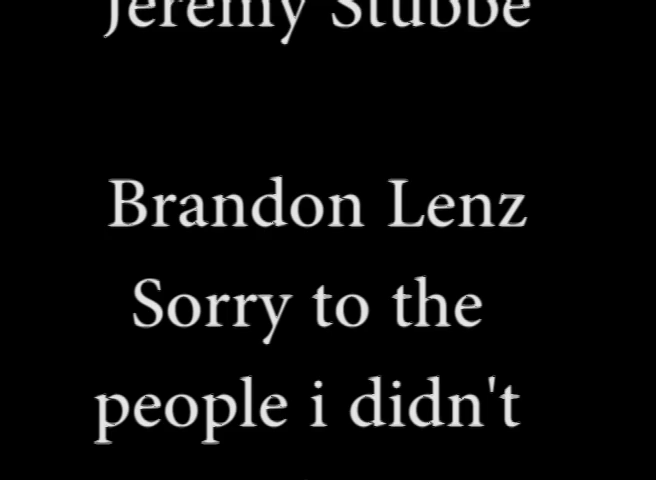 Jeremy Stubbe
Brandon Lenz
Sorry to the
people i didn't